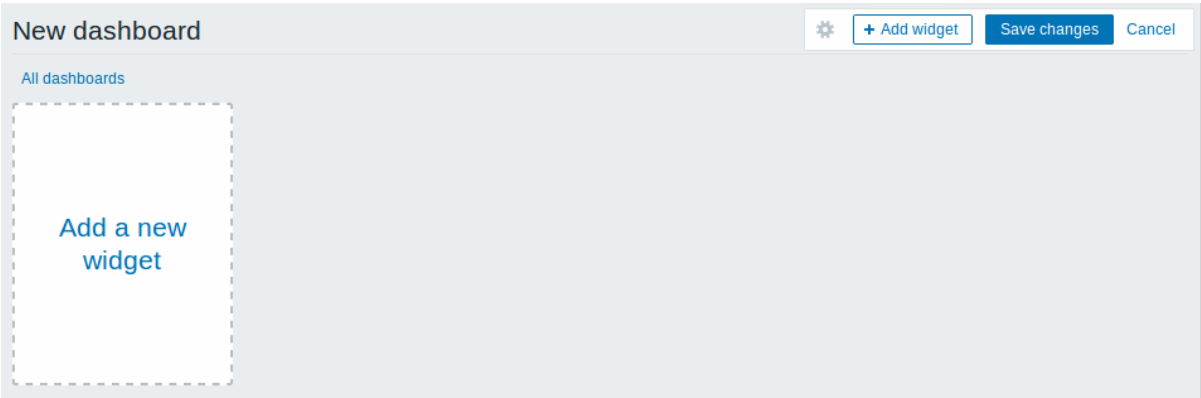 New dashboard
+ Add widget
Save changes
Cancel
All dashboards
Add a new
widget